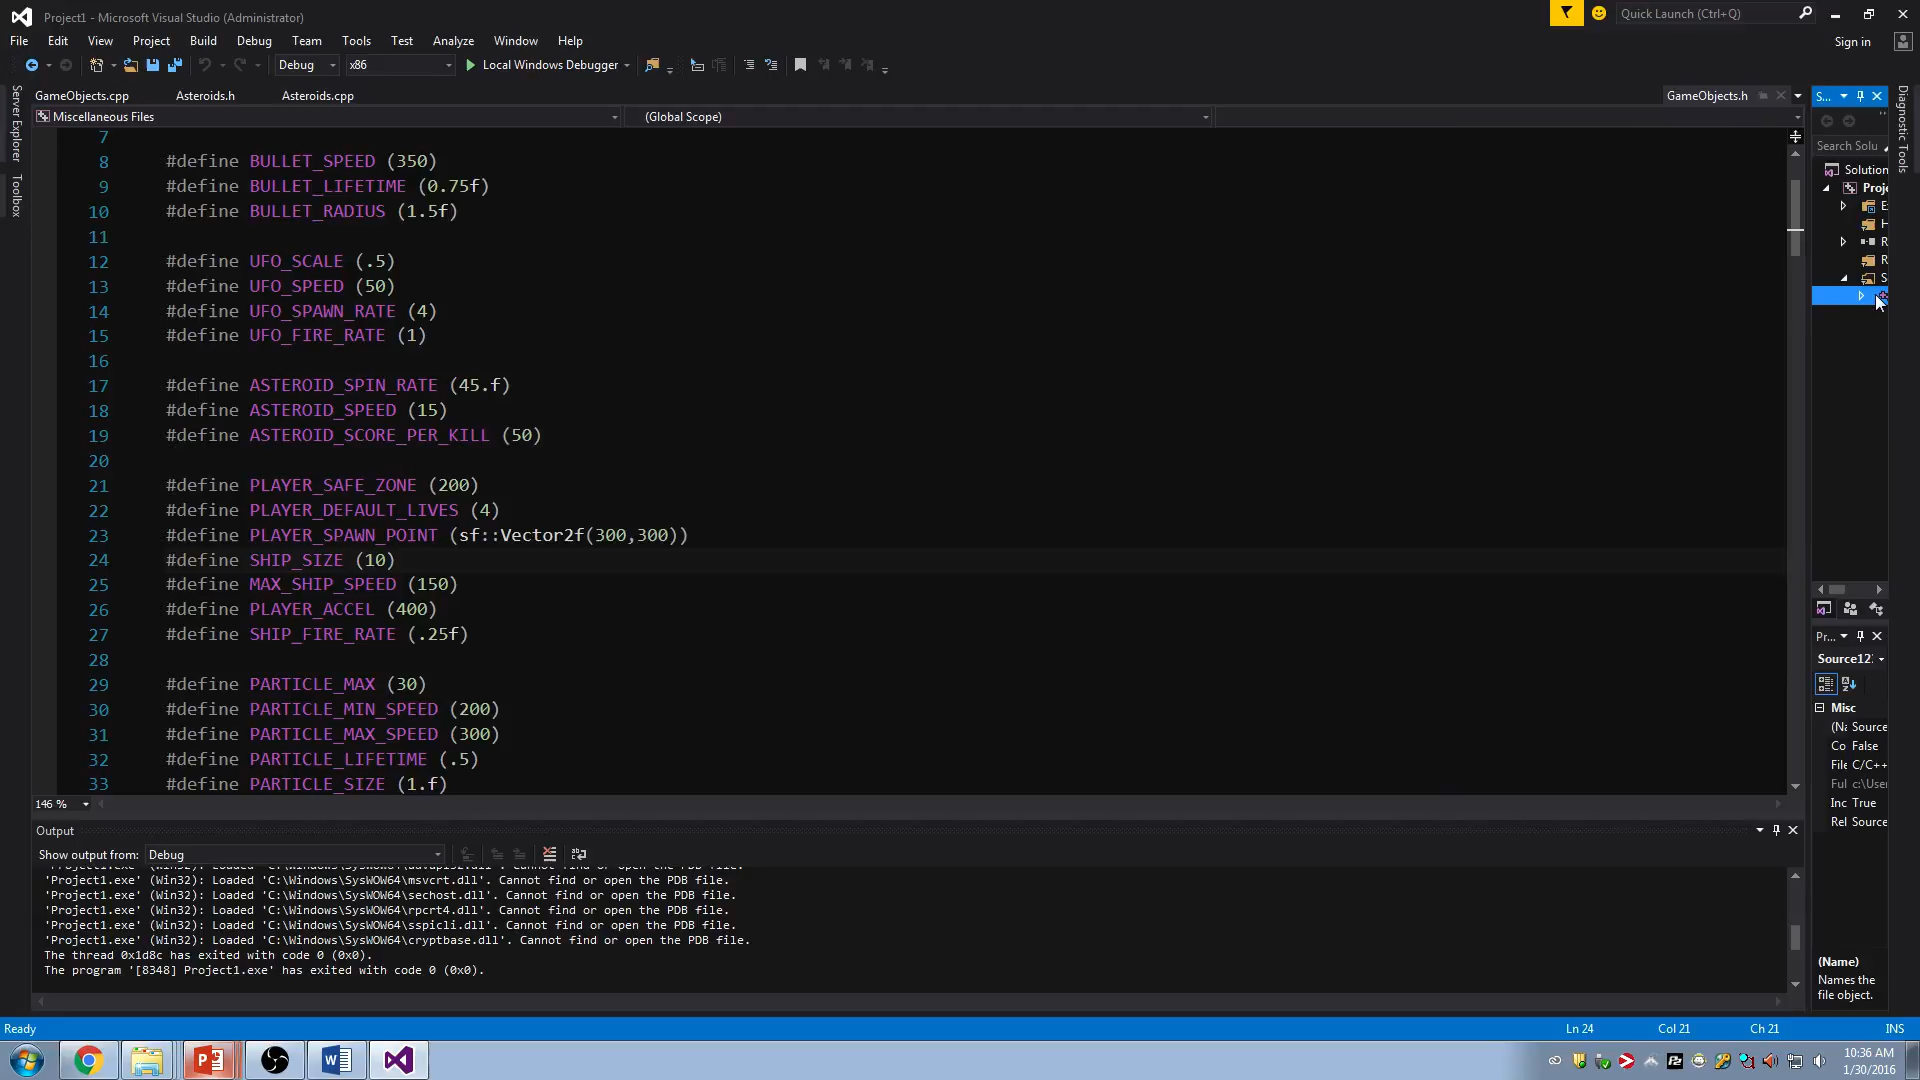 Project1 - Microsoft Visual Studio (Administrator)
Quick Launch (Ctrl+Q)
File Edit View Project Build Debug Team Tools Test Analyze Window Help
Sign in
Debug x86 Local Windows Debugger
Server Explorer
Toolbox
GameObjects.cpp Asteroids.h Asteroids.cpp GameObjects.h
Miscellaneous Files (Global Scope)
7
8 #define BULLET_SPEED (350)
9 #define BULLET_LIFETIME (0.75f)
10 #define BULLET_RADIUS (1.5f)
11
12 #define UFO_SCALE (.5)
13 #define UFO_SPEED (50)
14 #define UFO_SPAWN_RATE (4)
15 #define UFO_FIRE_RATE (1)
16
17 #define ASTEROID_SPIN_RATE (45.f)
18 #define ASTEROID_SPEED (15)
19 #define ASTEROID_SCORE_PER_KILL (50)
20
21 #define PLAYER_SAFE_ZONE (200)
22 #define PLAYER_DEFAULT_LIVES (4)
23 #define PLAYER_SPAWN_POINT (sf::Vector2f(300,300))
24 #define SHIP_SIZE (10)
25 #define MAX_SHIP_SPEED (150)
26 #define PLAYER_ACCEL (400)
27 #define SHIP_FIRE_RATE (.25f)
28
29 #define PARTICLE_MAX (30)
30 #define PARTICLE_MIN_SPEED (200)
31 #define PARTICLE_MAX_SPEED (300)
32 #define PARTICLE_LIFETIME (.5)
33 #define PARTICLE_SIZE (1.f)
146 %
Output
Show output from: Debug
'Project1.exe' (Win32): Loaded 'C:\Windows\SysWOW64\msvcrt.dll'. Cannot find or open the PDB file.
'Project1.exe' (Win32): Loaded 'C:\Windows\SysWOW64\sechost.dll'. Cannot find or open the PDB file.
'Project1.exe' (Win32): Loaded 'C:\Windows\SysWOW64\rpcrt4.dll'. Cannot find or open the PDB file.
'Project1.exe' (Win32): Loaded 'C:\Windows\SysWOW64\sspicli.dll'. Cannot find or open the PDB file.
'Project1.exe' (Win32): Loaded 'C:\Windows\SysWOW64\cryptbase.dll'. Cannot find or open the PDB file.
The thread 0x1d8c has exited with code 0 (0x0).
The program '[8348] Project1.exe' has exited with code 0 (0x0).
S...
Search Solu
Solution
Proje
E
H
R
R
S
Pr...
Source12
Misc
(Na Source
Co False
File C/C++
Ful c:\User
Inc True
Rel Source
(Name)
Names the
file object.
Diagnostic Tools
Ready Ln 24 Col 21 Ch 21 INS
10:36 AM
1/30/2016